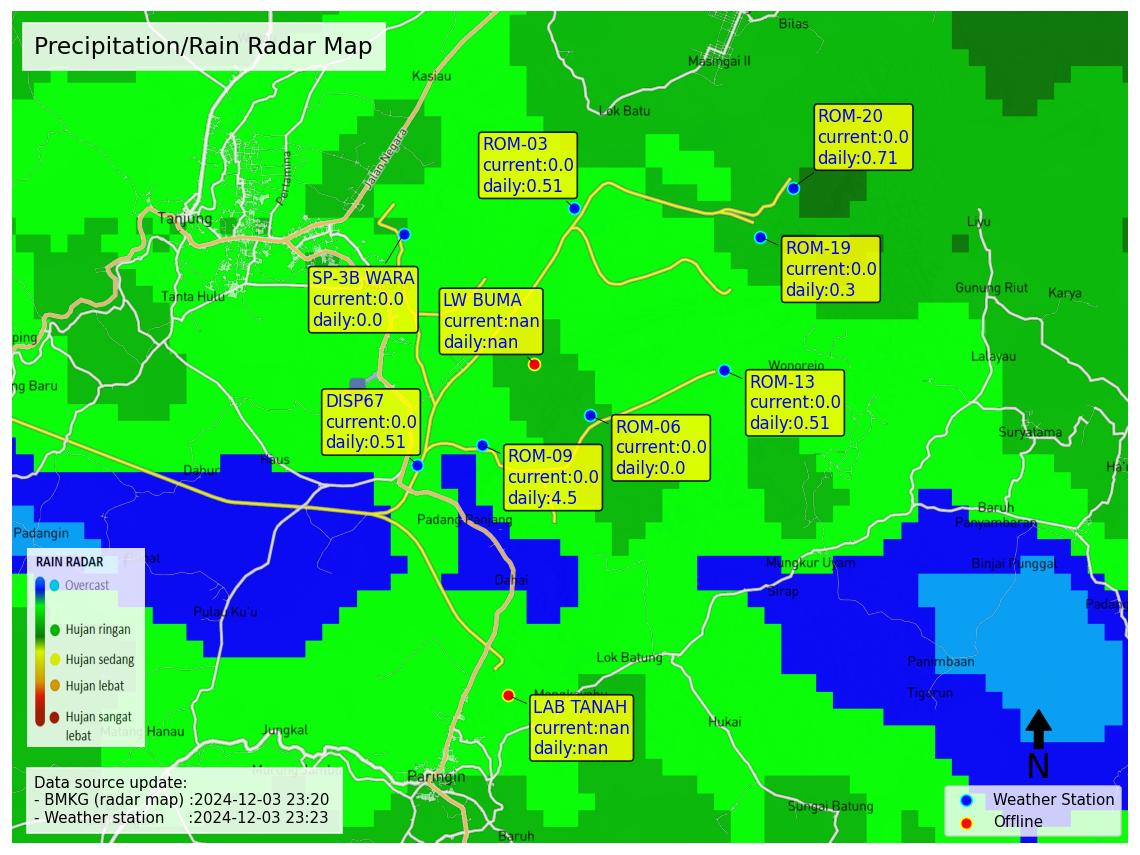 Precipitation/Rain Radar Map
Bilas
Masingai II
Kasiau
Lok Batu
ROM-20
current:0.0
daily:0.71
ROM-03
current:0.0
daily:0.51
Jalan Negara
Pertamina
Tanjung
Liyu
ROM-19
current:0.0
daily:0.3
SP-3B WARA
current:0.0
daily:0.0
Tanta Hulu
LW BUMA
current:nan
daily:nan
Gunung Riut
Karya
ping
Lalayau
Wonorejo
ng Baru
ROM-13
current:0.0
daily:0.51
DISP67
current:0.0
daily:0.51
ROM-06
current:0.0
daily:0.0
Suryatama
ROM-09
current:0.0
daily:4.5
Haus
Dahur
Ha'u
Baruh
Panyambaran
Padang Panjang
Padangin
RAIN RADAR
Overcast
Hujan ringan
Hujan sedang
Hujan lebat
Hujan sangat
lebat
Mungkur Uyam
Binjai Punggal
Dahai
Sirap
Padang
Pulau Ku'u
Lok Batung
Panimbaan
Tigarun
LAB TANAH
current:nan
daily:nan
Hukai
Matang Hanau
Jungkal
Murung Jambu
Paringin
N
Data source update:
- BMKG (radar map) :2024-12-03 23:20
- Weather station :2024-12-03 23:23
Sungai Batung
Baruh
Weather Station
Offline